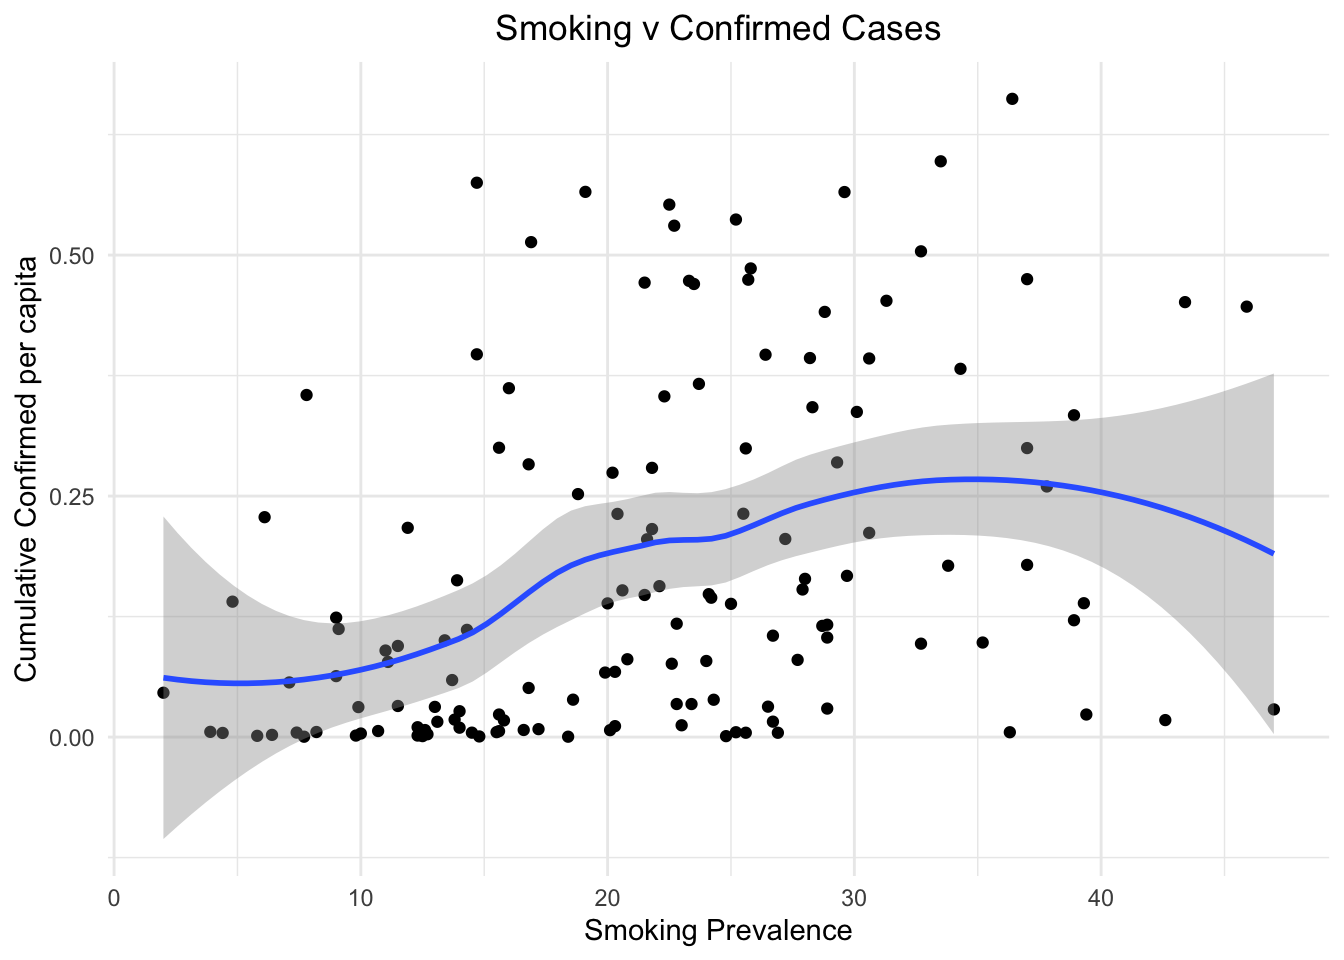 Smoking v Confirmed Cases
Cumulative Confirmed per capita
0.50
0.25
0.00
0 10 20 30 40
Smoking Prevalence